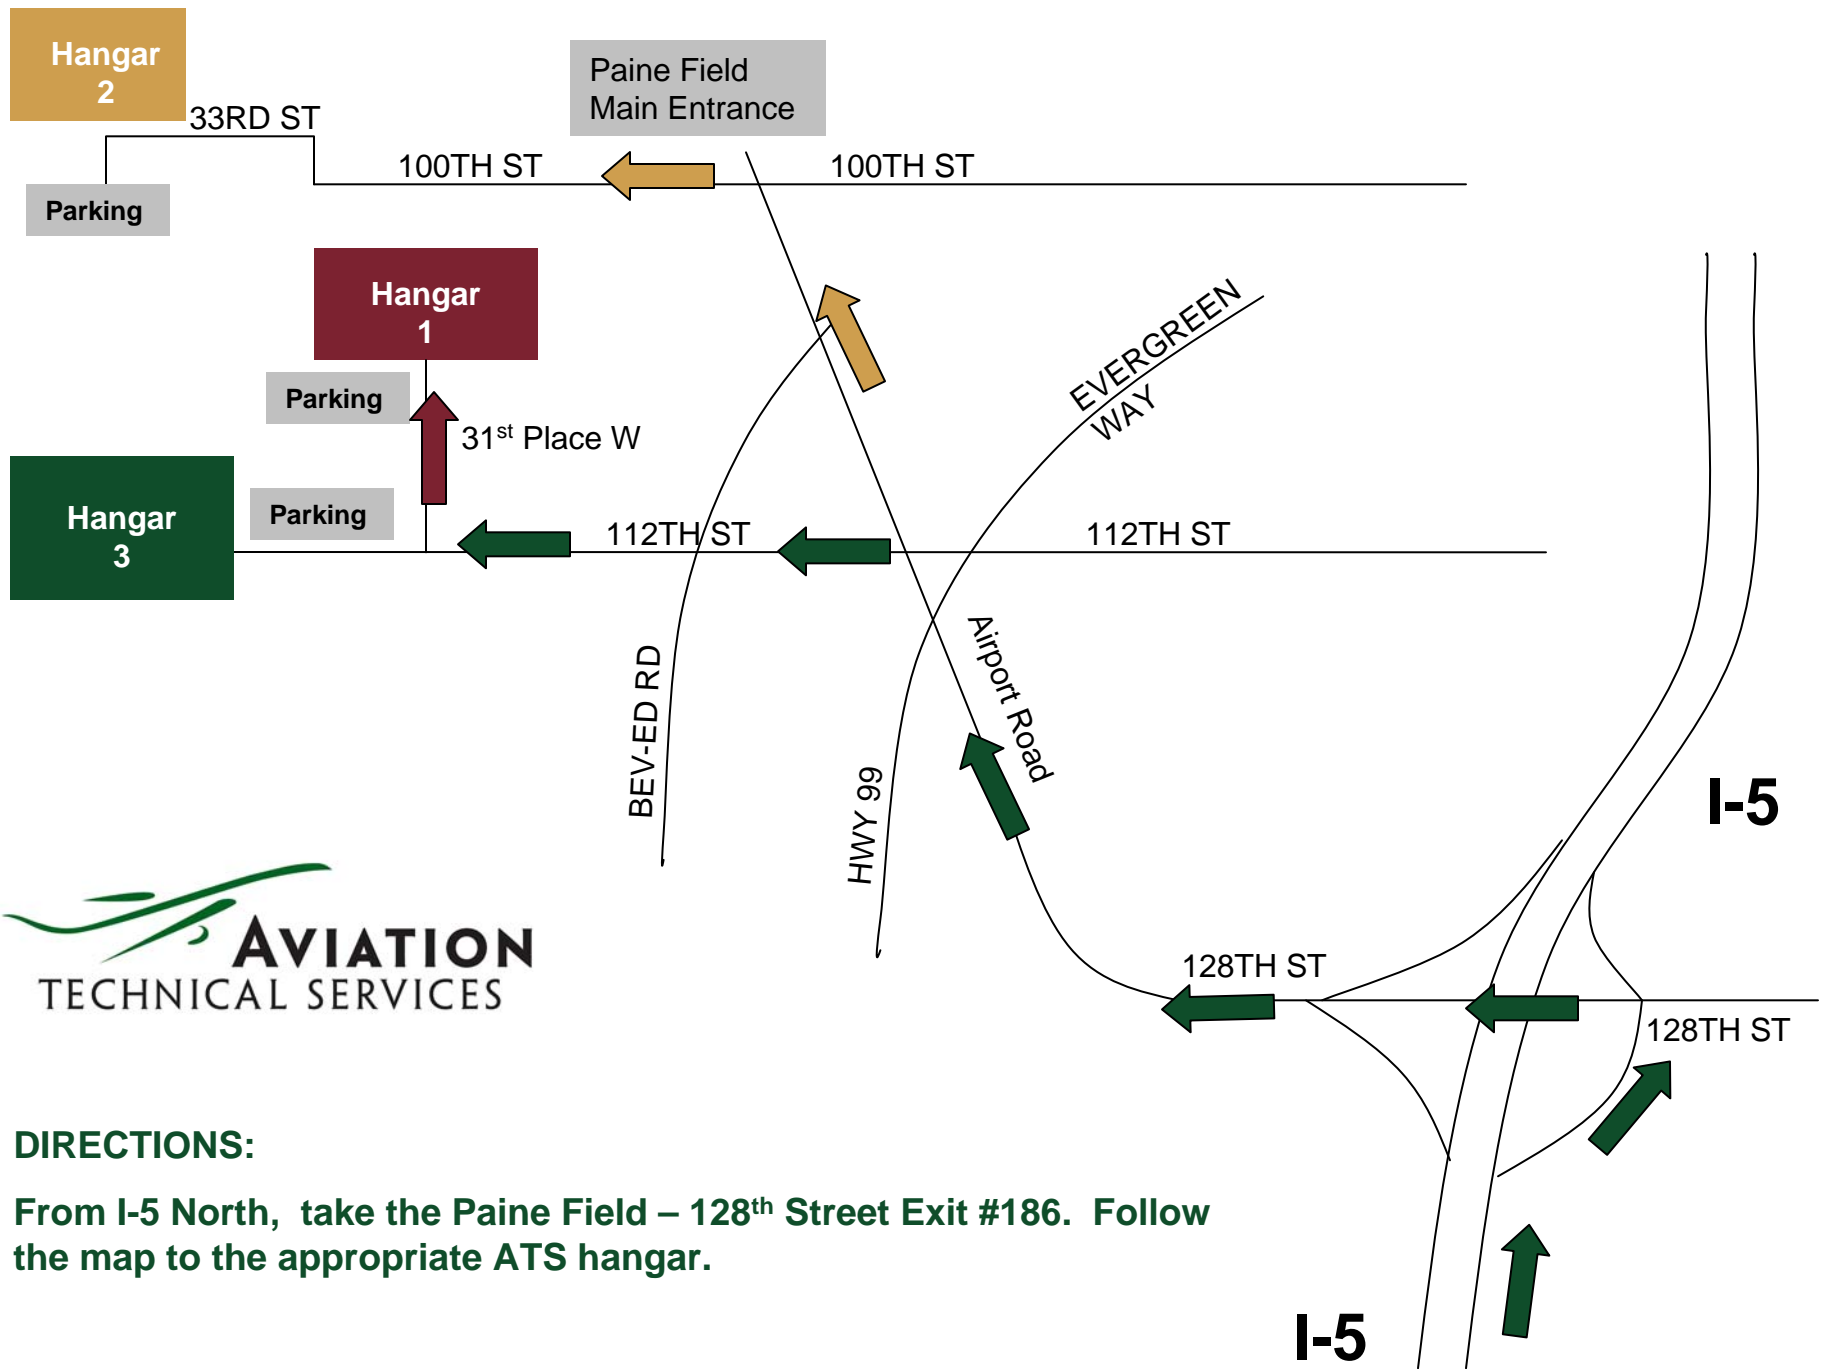 Hangar
2
33RD ST
Paine Field
Main Entrance
100TH ST
100TH ST
Parking
Hangar
1
Parking
31st Place W
EVERGREEN
WAY
Hangar
3
Parking
112TH ST
112TH ST
Airport Road
BEV-ED RD
HWY 99
I-5
AVIATION
TECHNICAL SERVICES
128TH ST
128TH ST
DIRECTIONS:
From I-5 North,  take the Paine Field – 128th Street Exit #186.  Follow
the map to the appropriate ATS hangar.
I-5